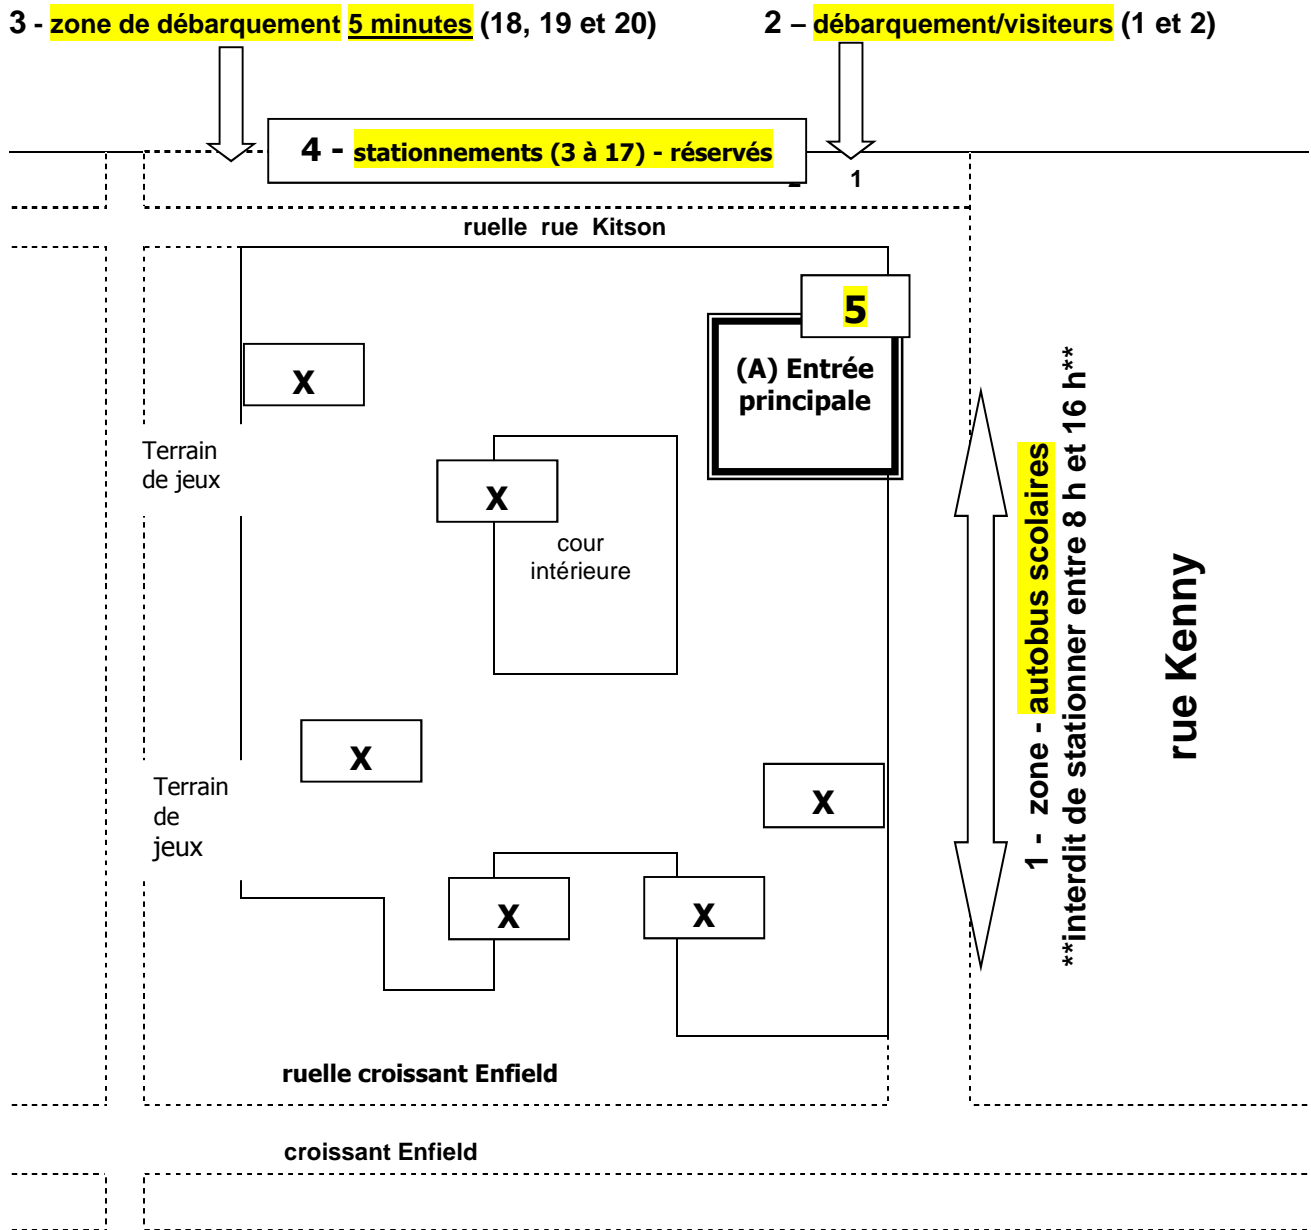 3 - zone de débarquement 5 minutes (18, 19 et 20)
2 – débarquement/visiteurs (1 et 2)
4 - stationnements (3 à 17) - réservés
1
ruelle rue Kitson
5
(A) Entrée
principale
X
Terrain
de jeux
X
cour
intérieure
1 - zone - autobus scolaires
**interdit de stationner entre 8 h et 16 h**
rue Kenny
X
X
Terrain
de
jeux
X
X
ruelle croissant Enfield
croissant Enfield